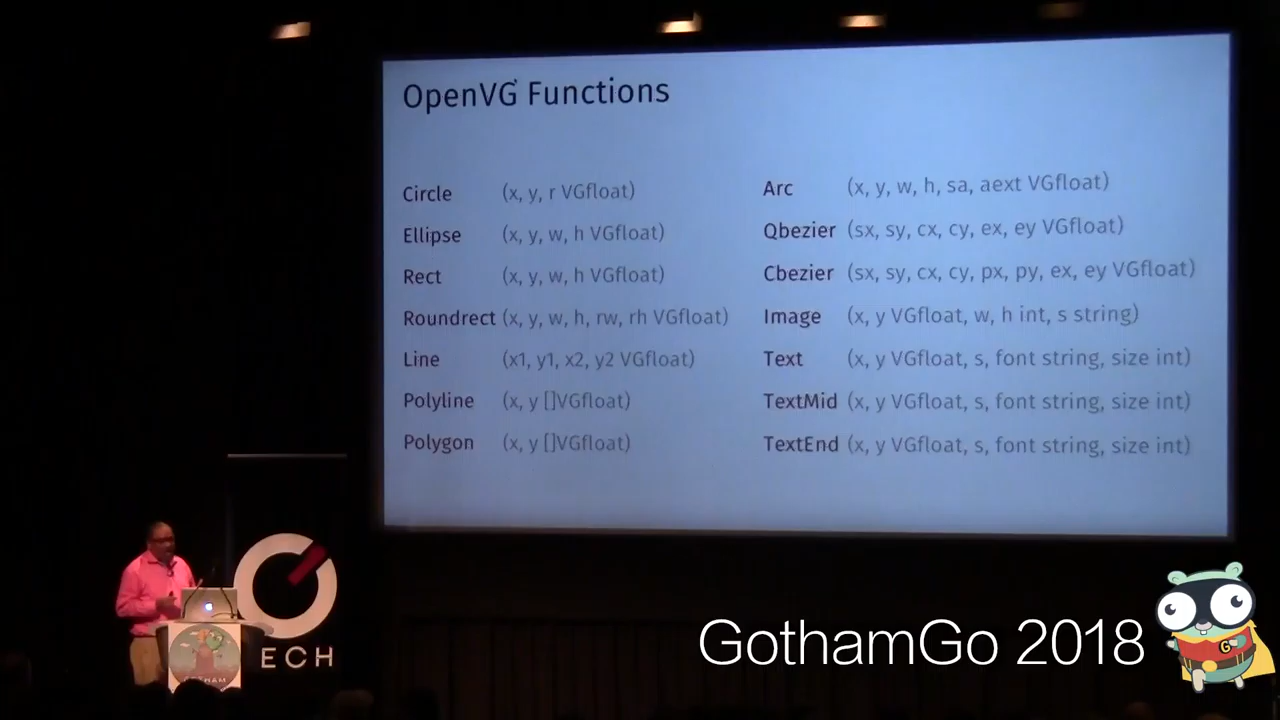 OpenVG Functions
Circle (x, y, r VGfloat)
Ellipse (x, y, w, h VGfloat)
Rect (x, y, w, h VGfloat)
Roundrect (x, y, w, h, rw, rh VGfloat)
Line (x1, y1, x2, y2 VGfloat)
Polyline (x, y []VGfloat)
Polygon (x, y []VGfloat)
Arc (x, y, w, h, sa, aext VGfloat)
Qbezier (sx, sy, cx, cy, ex, ey VGfloat)
Cbezier (sx, sy, cx, cy, px, py, ex, ey VGfloat)
Image (x, y VGfloat, w, h int, s string)
Text (x, y VGfloat, s, font string, size int)
TextMid (x, y VGfloat, s, font string, size int)
TextEnd (x, y VGfloat, s, font string, size int)
ECH
GOTHAM
GothamGo 2018
G